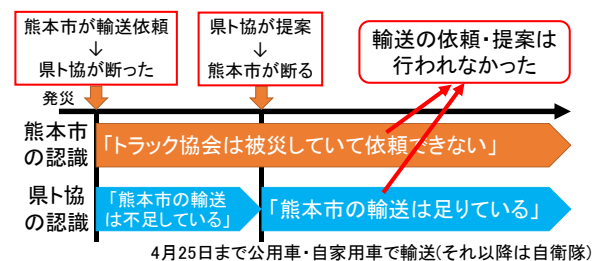 熊本市が輸送依頼
↓
県ト協が断った
県ト協が提案
↓
熊本市が断る
輸送の依頼・提案は
行われなかった
発災
熊本市
の認識
「トラック協会は被災していて依頼できない」
県ト協
の認識
「熊本市の輸送
は不足している」
「熊本市の輸送は足りている」
4月25日まで公用車・自家用車で輸送(それ以降は自衛隊)